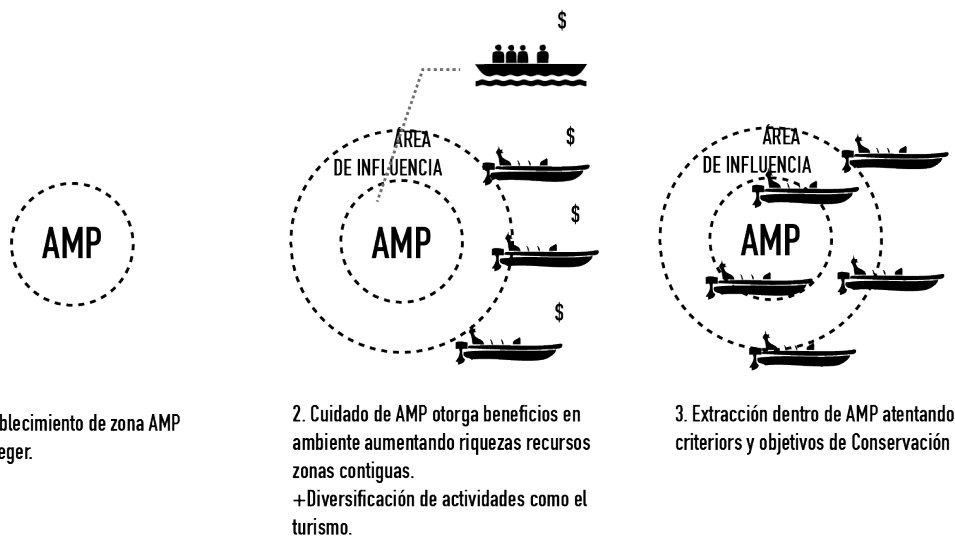 AMP
blecimiento de zona AMP
eger.
$
ÁREA
DE INFLUENCIA
AMP
$
$
$
2. Cuidado de AMP otorga beneficios en
ambiente aumentando riquezas recursos
zonas contiguas.
+Diversificación de actividades como el
turismo.
ÁREA
DE INFLUENCIA
AMP
3. Extracción dentro de AMP atentando
criteriors y objetivos de Conservación